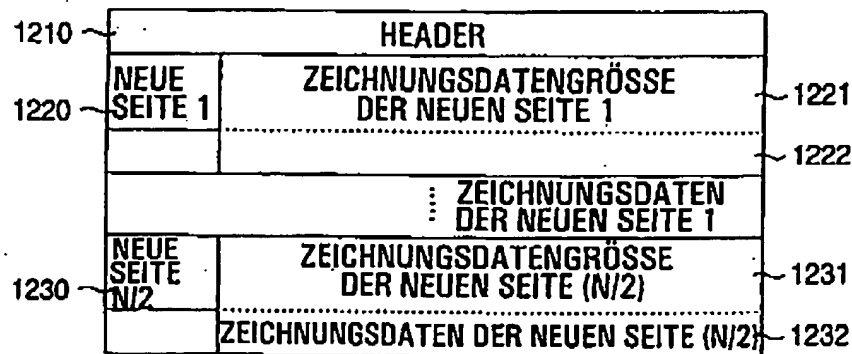 1210 HEADER
NEUE ZEICHNUNGSDATENGRÖSSE
1220 SEITE 1 DER NEUEN SEITE 1 1221
1222
⋮ ZEICHNUNGSDATEN
DER NEUEN SEITE 1
NEUE ZEICHNUNGSDATENGRÖSSE
SEITE DER NEUEN SEITE (N/2) 1231
1230 N/2
ZEICHNUNGSDATEN DER NEUEN SEITE (N/2) 1232